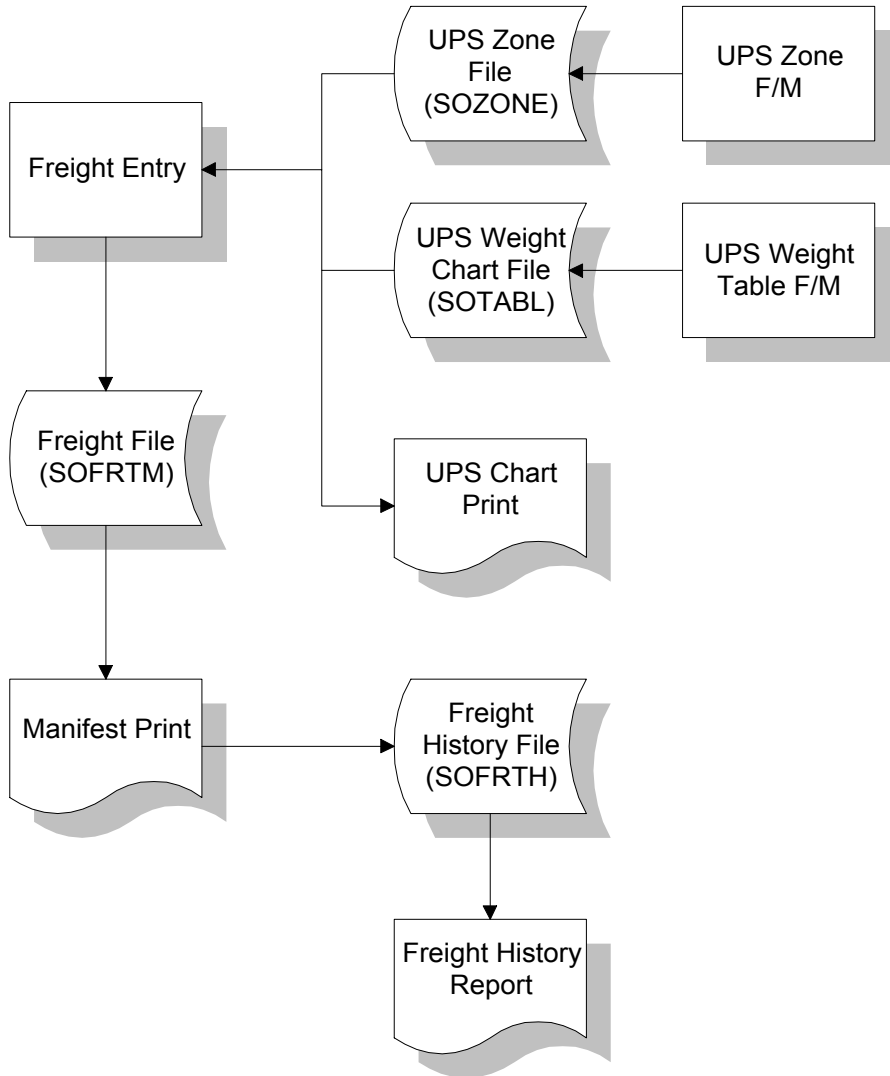 UPS Zone
File
(SOZONE)
UPS Zone
F/M
Freight Entry
UPS Weight
Chart File
(SOTABL)
UPS Weight
Table F/M
Freight File
(SOFRTM)
UPS Chart
Print
Manifest Print
Freight
History File
(SOFRTH)
Freight History
Report